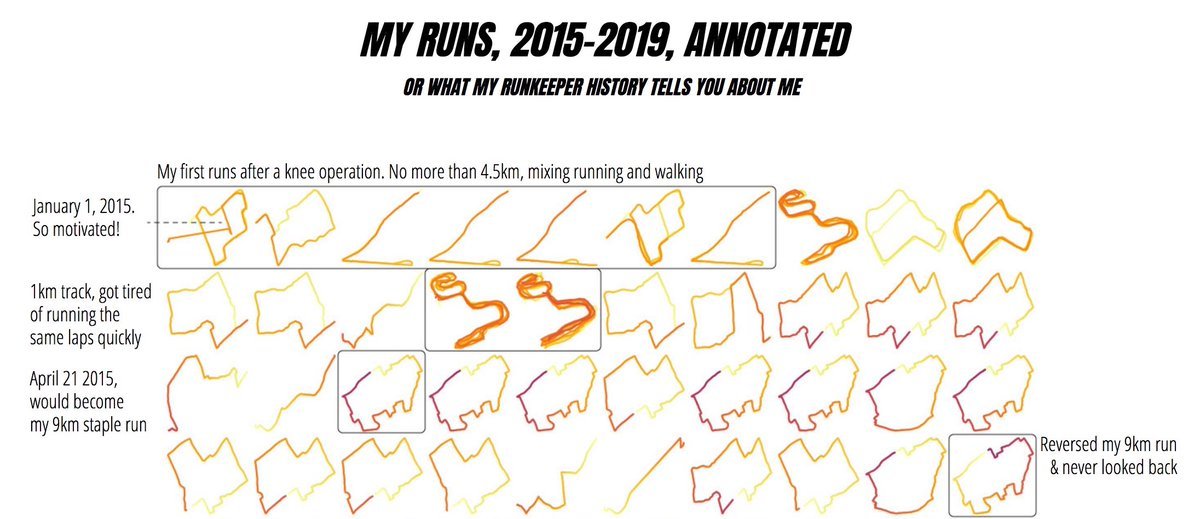 MY RUNS, 2015-2019, ANNOTATED
OR WHAT MY RUNKEEPER HISTORY TELLS YOU ABOUT ME
My first runs after a knee operation. No more than 4.5km, mixing running and walking
January 1, 2015.
So motivated!
1km track, got tired
of running the
same laps quickly
April 21 2015,
would become
my 9km staple run
Reversed my 9km run
& never looked back